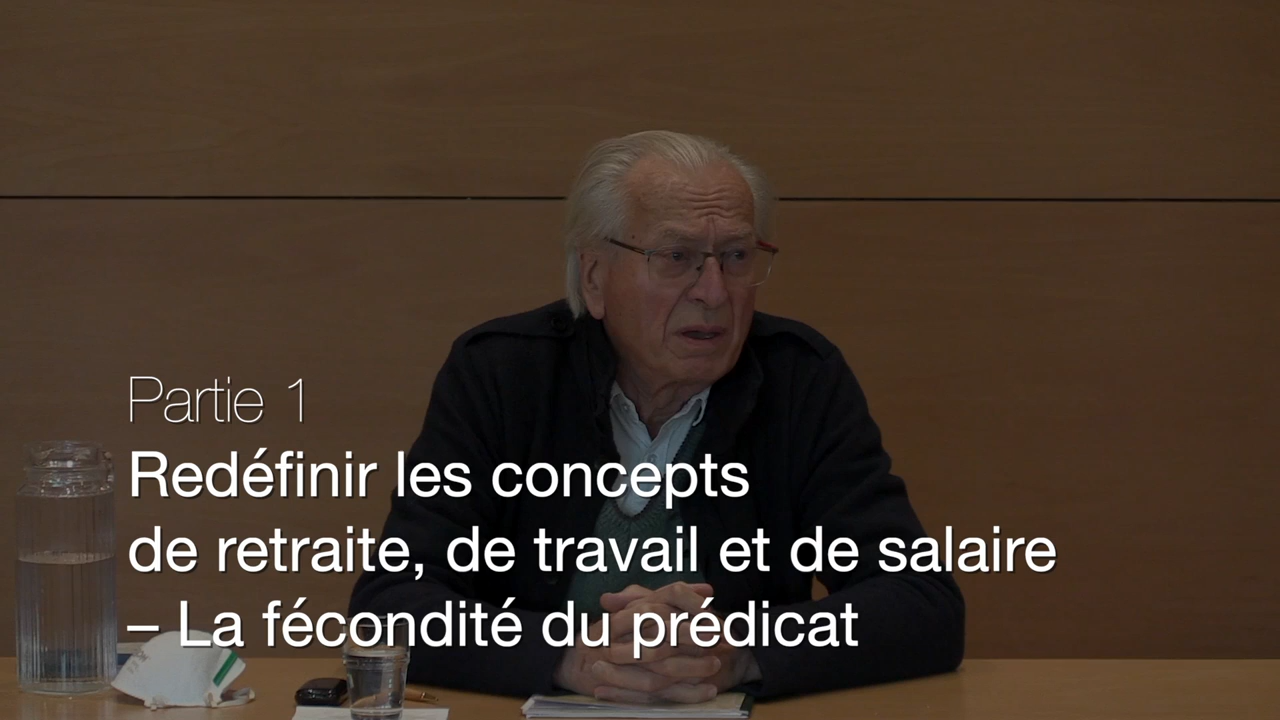 Partie 1
Redéfinir les concepts
de retraite, de travail et de salaire
– La fécondité du prédicat